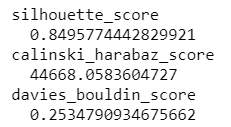 silhouette_score
0.8495774442829921
calinski_harabaz_score
44668.0583604727
davies_bouldin_score
0.2534790934675662